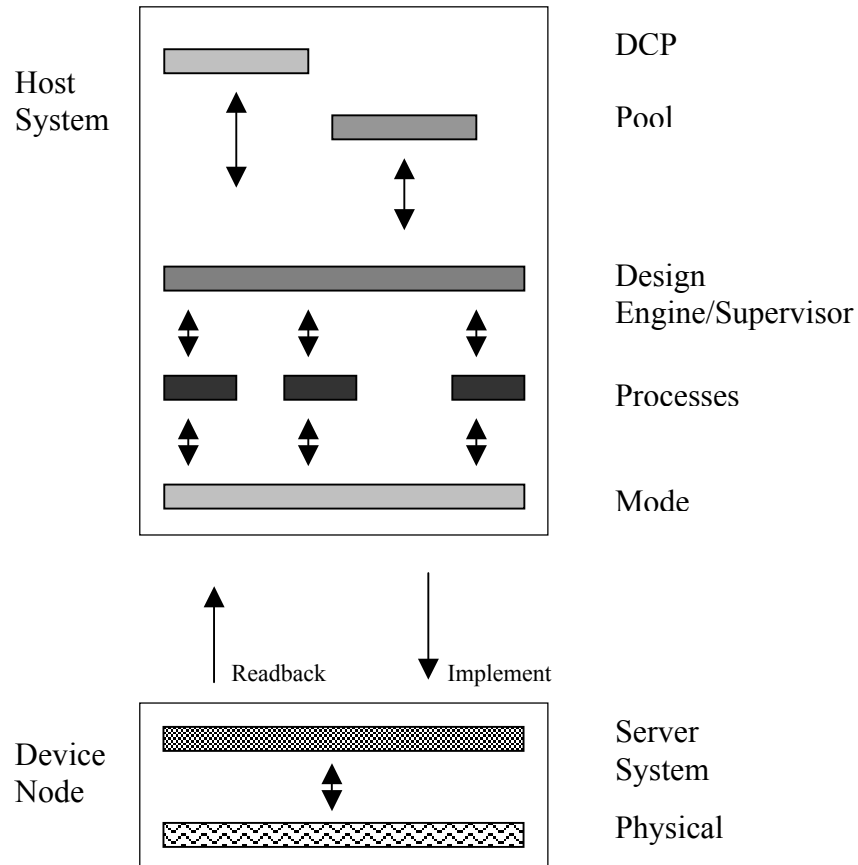 Host
System
DCP
Pool
Design
Engine/Supervisor
Processes
Mode
Readback
Implement
Device
Node
Server
System
Physical